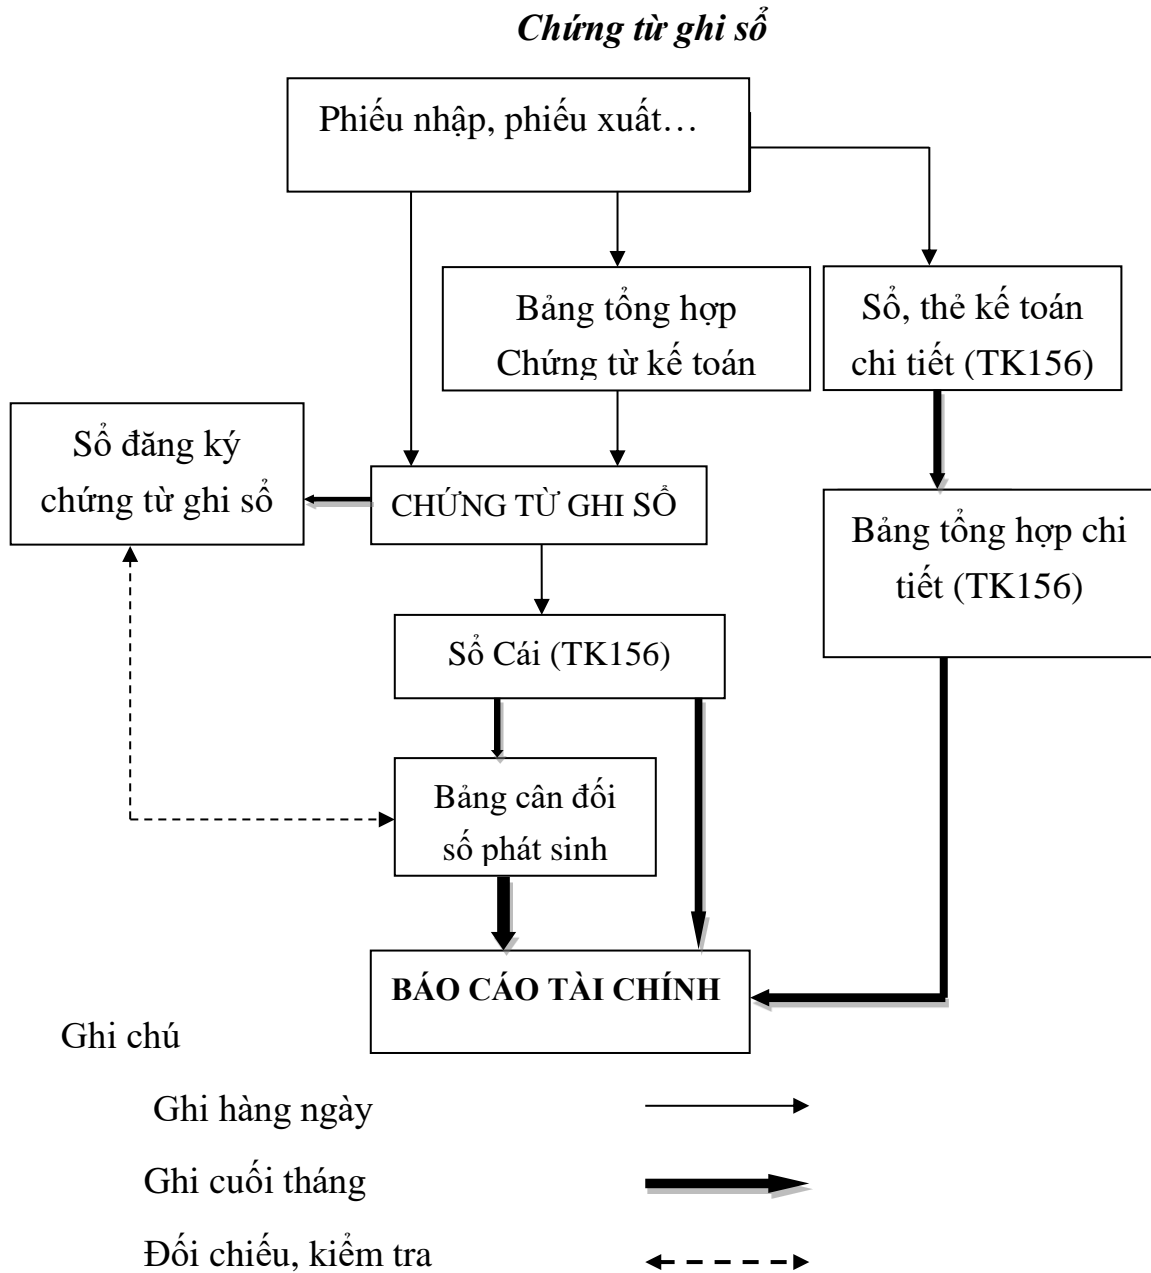 Chứng từ ghi sổ
Phiếu nhập, phiếu xuất…
Bảng tổng hợp
Chứng từ kế toán
Sổ, thẻ kế toán
chi tiết (TK156)
Sổ đăng ký
chứng từ ghi sổ
CHỨNG TỪ GHI SỔ
Bảng tổng hợp chi
tiết (TK156)
Sổ Cái (TK156)
Bảng cân đối
số phát sinh
BÁO CÁO TÀI CHÍNH
Ghi chú
Ghi hàng ngày
Ghi cuối tháng
Đối chiếu, kiểm tra